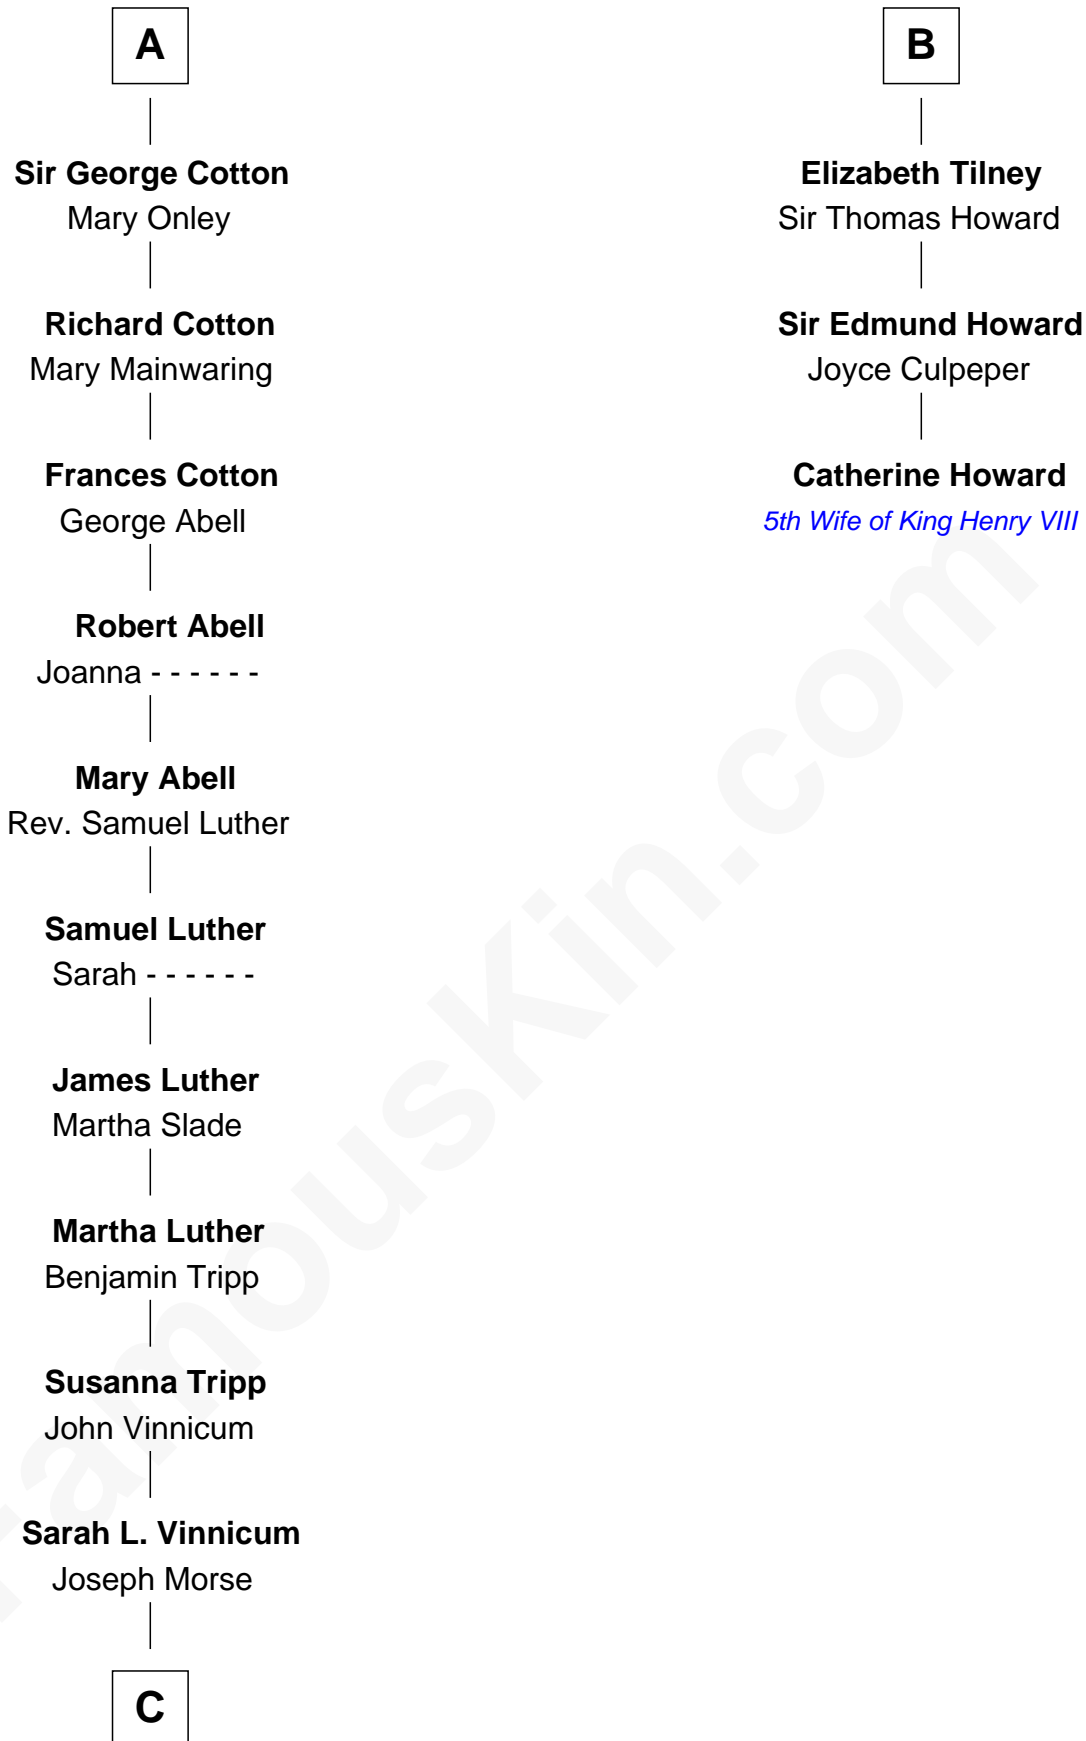 A
Sir George Cotton
Mary Onley
Richard Cotton
Mary Mainwaring
Frances Cotton
George Abell
Robert Abell
Joanna - - - - - -
Mary Abell
Rev. Samuel Luther
Samuel Luther
Sarah - - - - - -
James Luther
Martha Slade
Martha Luther
Benjamin Tripp
Susanna Tripp
John Vinnicum
Sarah L. Vinnicum
Joseph Morse
C
B
Elizabeth Tilney
Sir Thomas Howard
Sir Edmund Howard
Joyce Culpeper
Catherine Howard
5th Wife of King Henry VIII
FamousKin.com